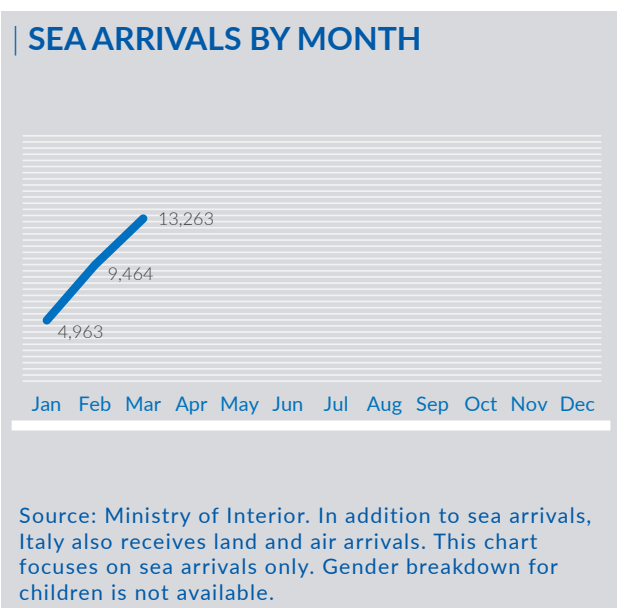 | SEA ARRIVALS BY MONTH
13,263
9,464
4,963
Jan Feb Mar Apr May Jun Jul Aug Sep Oct Nov Dec
Source: Ministry of Interior. In addition to sea arrivals,
Italy also receives land and air arrivals. This chart
focuses on sea arrivals only. Gender breakdown for
children is not available.